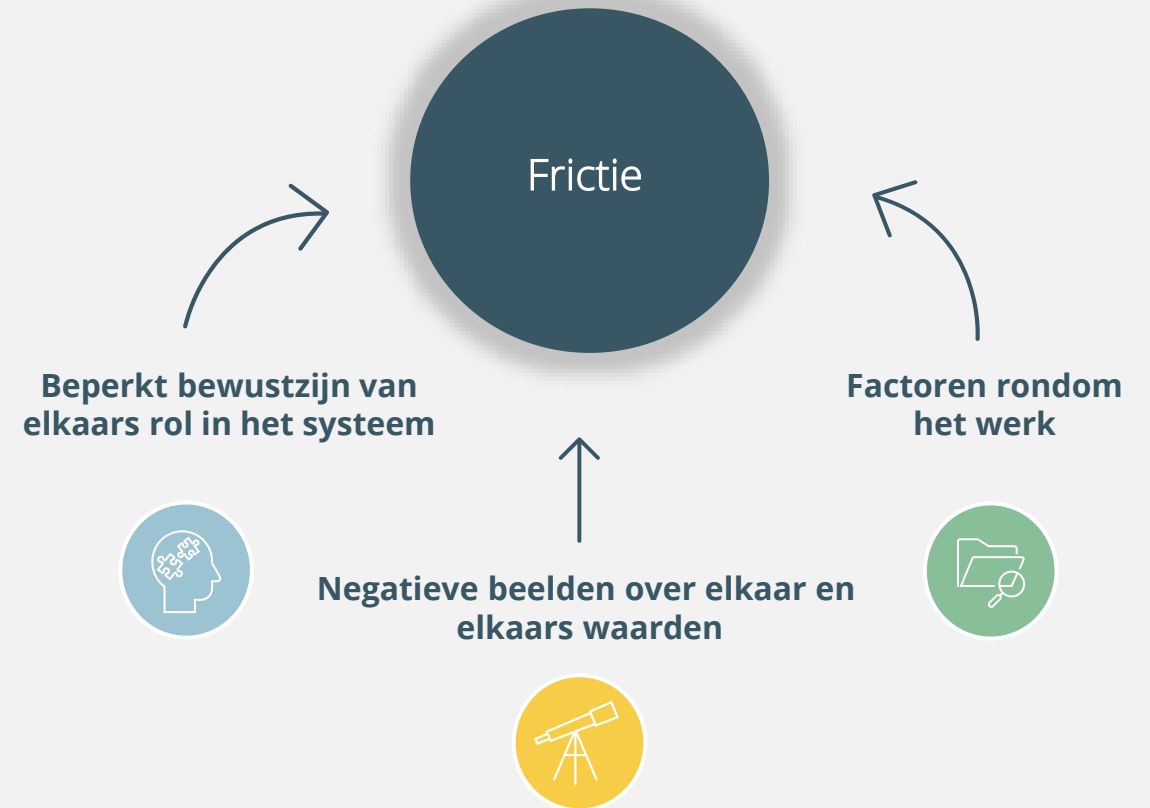 Frictie
Beperkt bewustzijn van
elkaars rol in het systeem
Factoren rondom
het werk
Negatieve beelden over elkaar en
elkaars waarden